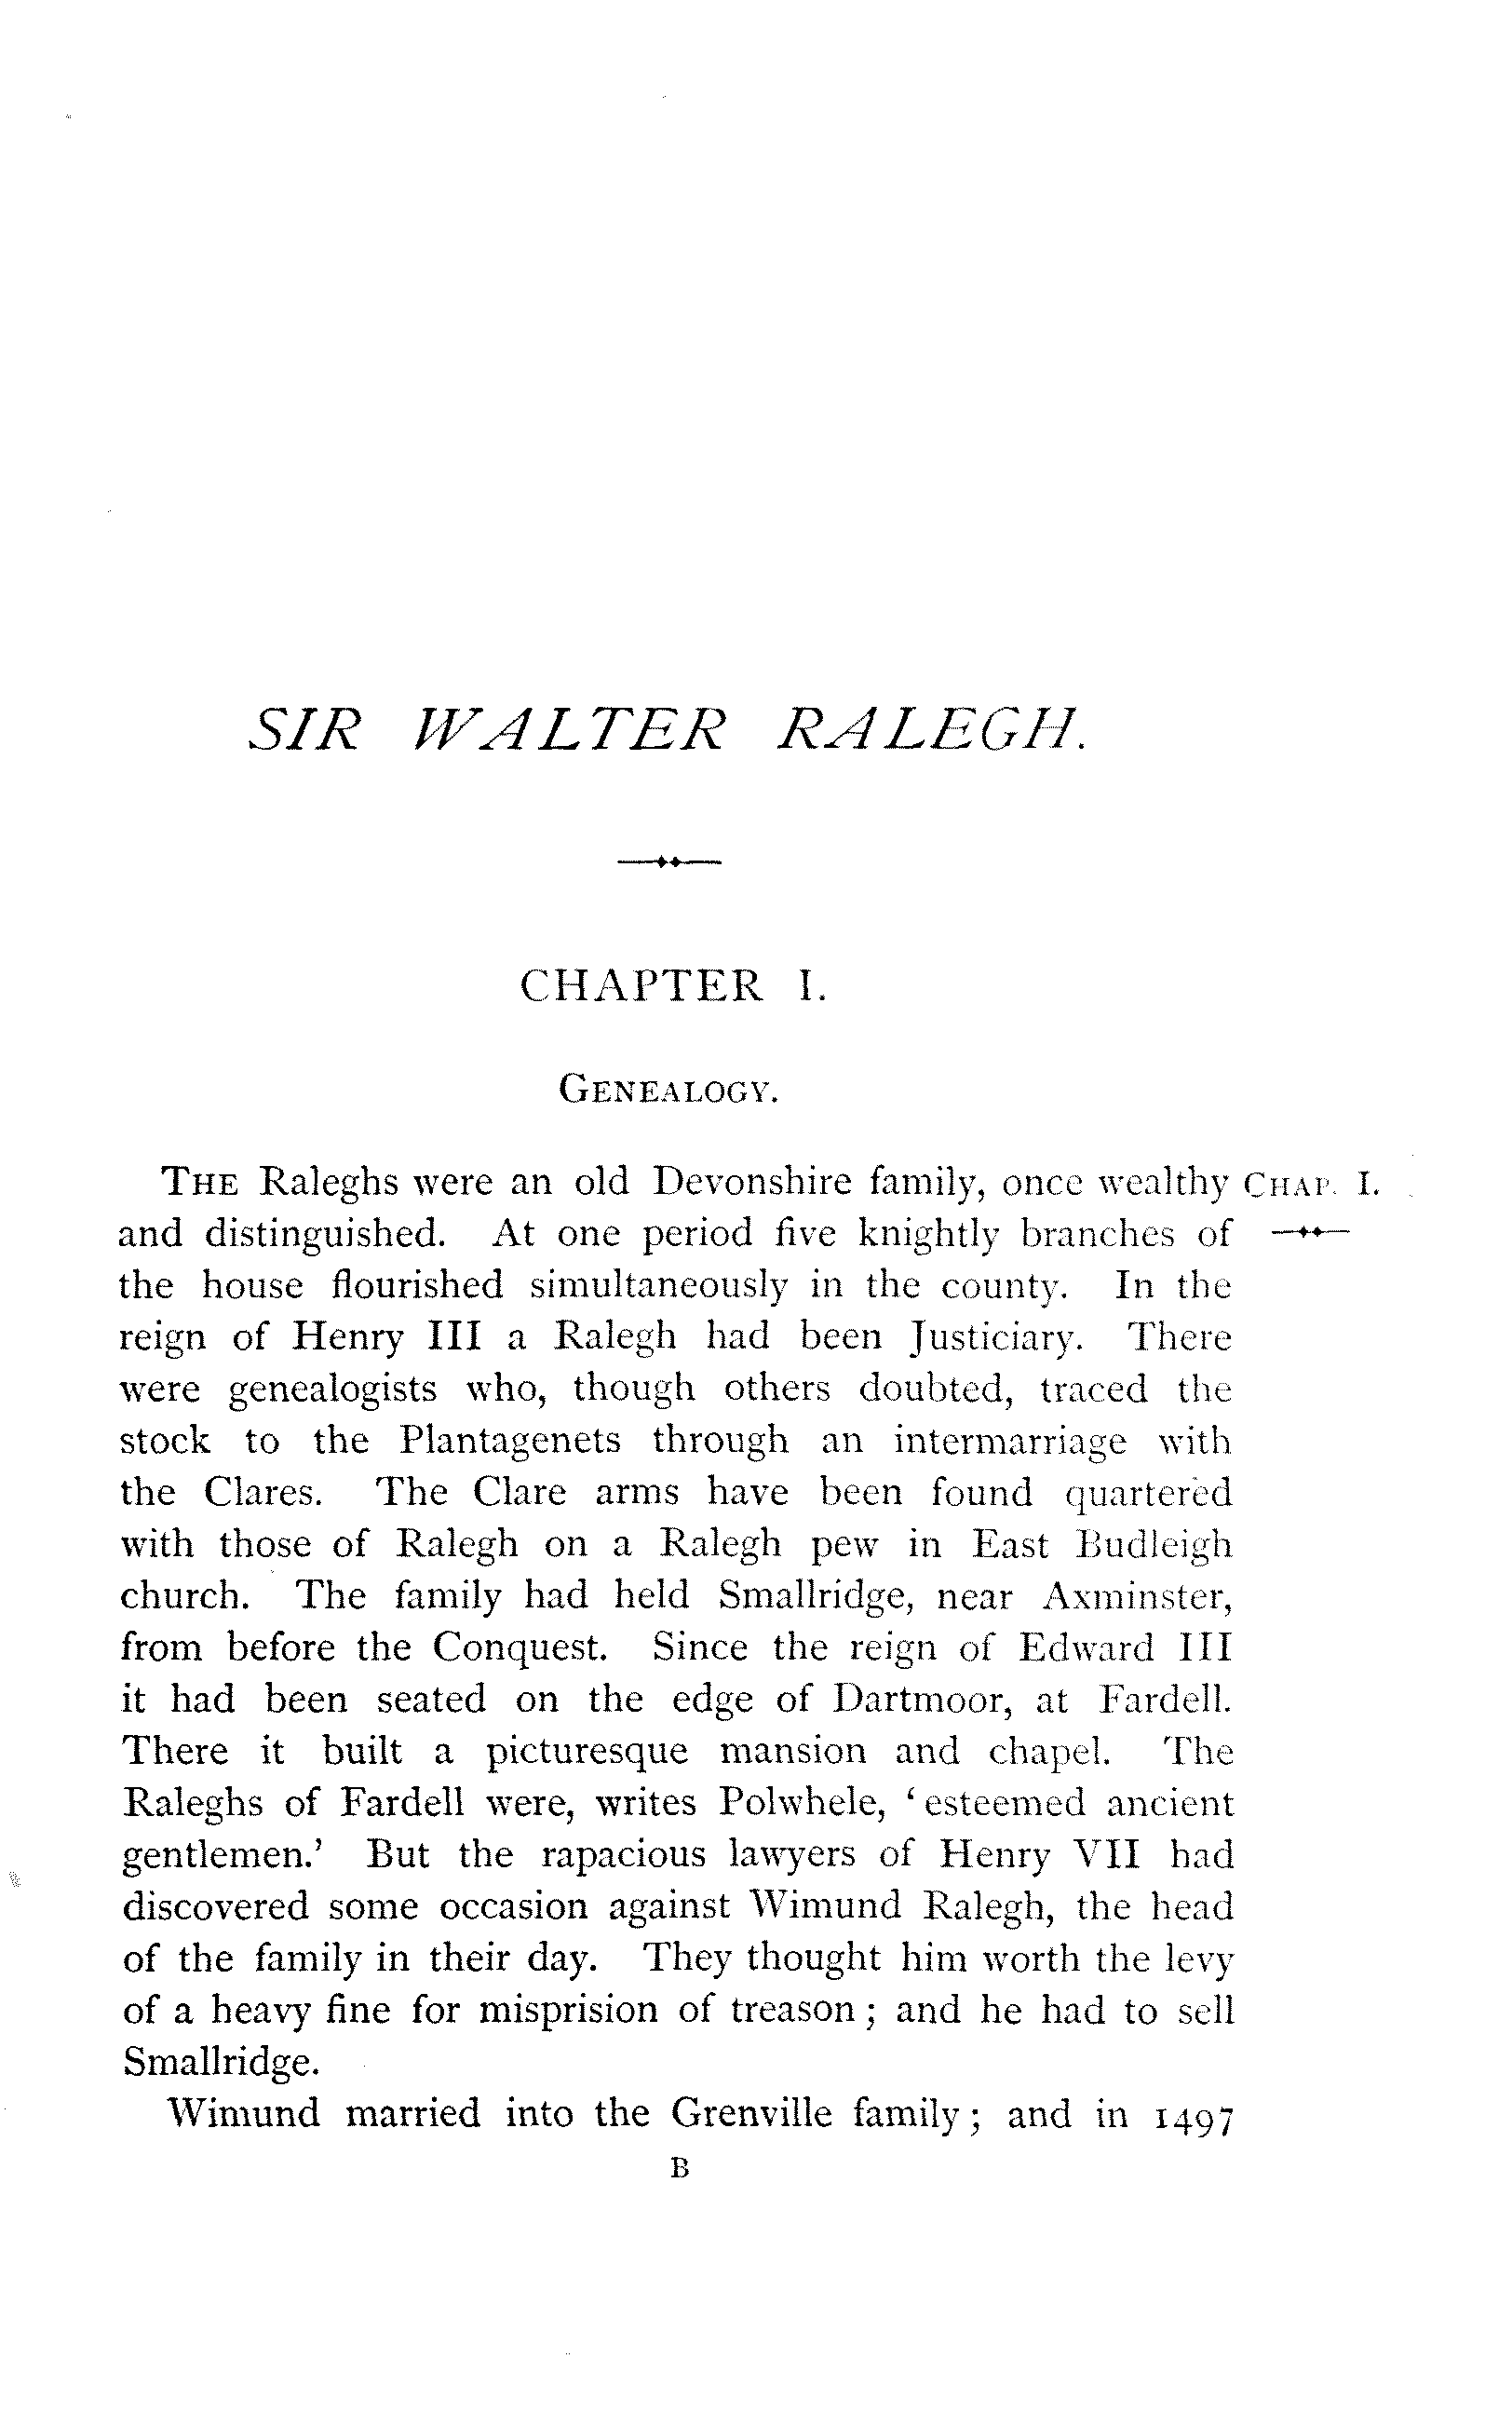 SIR WALTER RALEGH.
CHAPTER I.
GENEALOGY.
THE Raleghs were an old Devonshire family, once wealthy CHAP. I.
and distinguished. At one period five knightly branches of
the house flourished simultaneously in the county. In the
reign of Henry III a Ralegh had been Justiciary. There
were genealogists who, though others doubted, traced the
stock to the Plantagenets through an intermarriage with
the Clares. The Clare arms have been found quartered
with those of Ralegh on a Ralegh pew in East Budleigh
church. The family had held Smallridge, near Axminster,
from before the Conquest. Since the reign of Edward III
it had been seated on the edge of Dartmoor, at Fardell.
There it built a picturesque mansion and chapel. The
Raleghs of Fardell were, writes Polwhele, ‘esteemed ancient
gentlemen.’ But the rapacious lawyers of Henry VII had
discovered some occasion against Wimund Ralegh, the head
of the family in their day. They thought him worth the levy
of a heavy fine for misprision of treason; and he had to sell
Smallridge.
Wimund married into the Grenville family; and in 1497
B